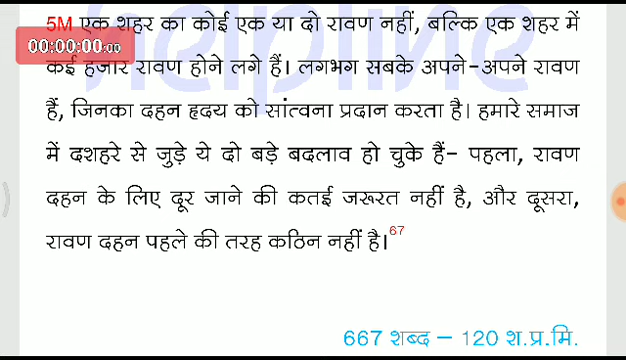 helpline
5M एक शहर का कोई एक या दो रावण नहीं, बल्कि एक शहर में
00:00:00:00
कई हजार रावण होने लगे हैं। लगभग सबके अपने-अपने रावण
हैं, जिनका दहन हृदय को सांत्वना प्रदान करता है। हमारे समाज
में दशहरे से जुड़े ये दो बड़े बदलाव हो चुके हैं- पहला, रावण
दहन के लिए दूर जाने की कतई जरूरत नहीं है, और दूसरा,
रावण दहन पहले की तरह कठिन नहीं है।67
667 शब्द – 120 श.प्र.मि.